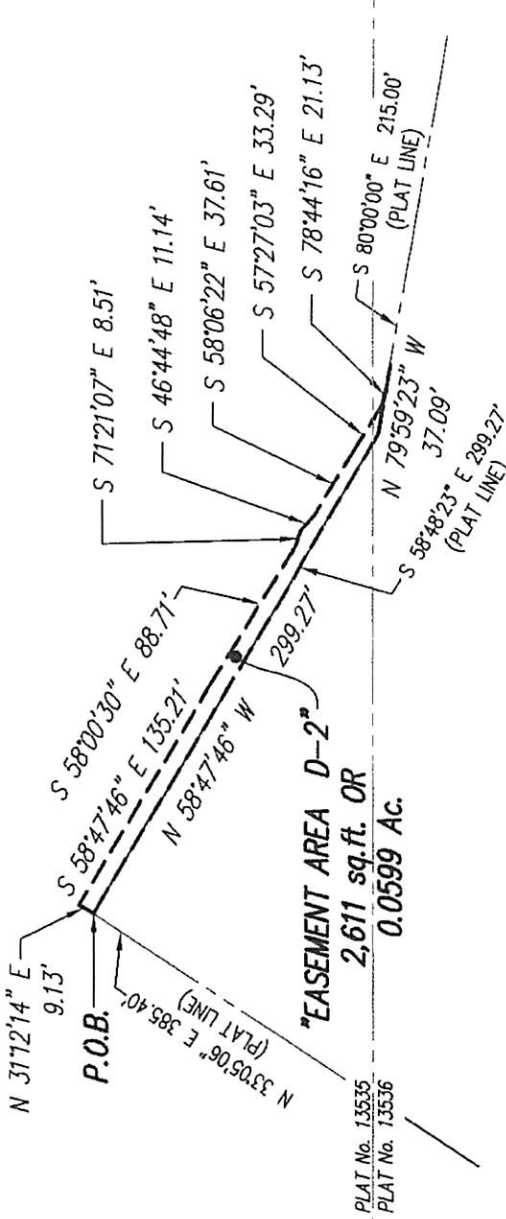 N 31°12'14" E
9.13'
P.O.B.
S 58°47'46" E 135.21'
S 58°00'30" E 88.71'
S 71°21'07" E 8.51'
S 46°44'48" E 11.14'
S 58°06'22" E 37.61'
S 57°27'03" E 33.29'
S 78°44'16" E 21.13'
S 80°00'00" E 215.00'
(PLAT LINE)
N 79°59'23" W
37.09'
S 58°48'23" E 299.27'
(PLAT LINE)
N 58°47'46" W 299.27'
"EASEMENT AREA D-2"
2,611 sq.ft. OR
0.0599 Ac.
N 33°05'06" E 385.40'
(PLAT LINE)
PLAT No. 13535
PLAT No. 13536